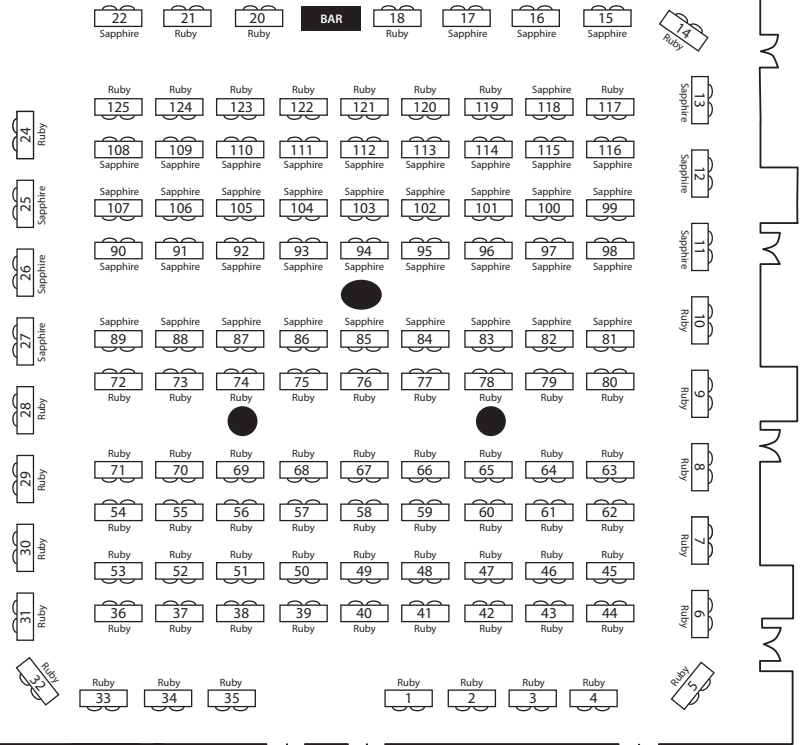 22 21 20 BAR 18 17 16 15
Sapphire Ruby Ruby Ruby Sapphire Sapphire Sapphire
14
Ruby
13
Sapphire
12
Sapphire
11
Sapphire
10
Ruby
9
Ruby
8
Ruby
7
Ruby
6
Ruby
Ruby
5
24
Ruby
25
Sapphire
26
Sapphire
27
Sapphire
28
Ruby
29
Ruby
30
Ruby
31
Ruby
Ruby
32
Ruby Ruby Ruby Ruby Ruby Ruby Ruby Sapphire Ruby
125 124 123 122 121 120 119 118 117
108 109 110 111 112 113 114 115 116
Sapphire Sapphire Sapphire Sapphire Sapphire Sapphire Sapphire Sapphire Sapphire
Sapphire Sapphire Sapphire Sapphire Sapphire Sapphire Sapphire Sapphire Sapphire
107 106 105 104 103 102 101 100 99
90 91 92 93 94 95 96 97 98
Sapphire Sapphire Sapphire Sapphire Sapphire Sapphire Sapphire Sapphire Sapphire
Sapphire Sapphire Sapphire Sapphire Sapphire Sapphire Sapphire Sapphire Sapphire
89 88 87 86 85 84 83 82 81
72 73 74 75 76 77 78 79 80
Ruby Ruby Ruby Ruby Ruby Ruby Ruby Ruby Ruby
Ruby Ruby Ruby Ruby Ruby Ruby Ruby Ruby Ruby
71 70 69 68 67 66 65 64 63
54 55 56 57 58 59 60 61 62
Ruby Ruby Ruby Ruby Ruby Ruby Ruby Ruby Ruby
Ruby Ruby Ruby Ruby Ruby Ruby Ruby Ruby Ruby
53 52 51 50 49 48 47 46 45
36 37 38 39 40 41 42 43 44
Ruby Ruby Ruby Ruby Ruby Ruby Ruby Ruby Ruby
Ruby Ruby Ruby Ruby Ruby Ruby Ruby
33 34 35 1 2 3 4